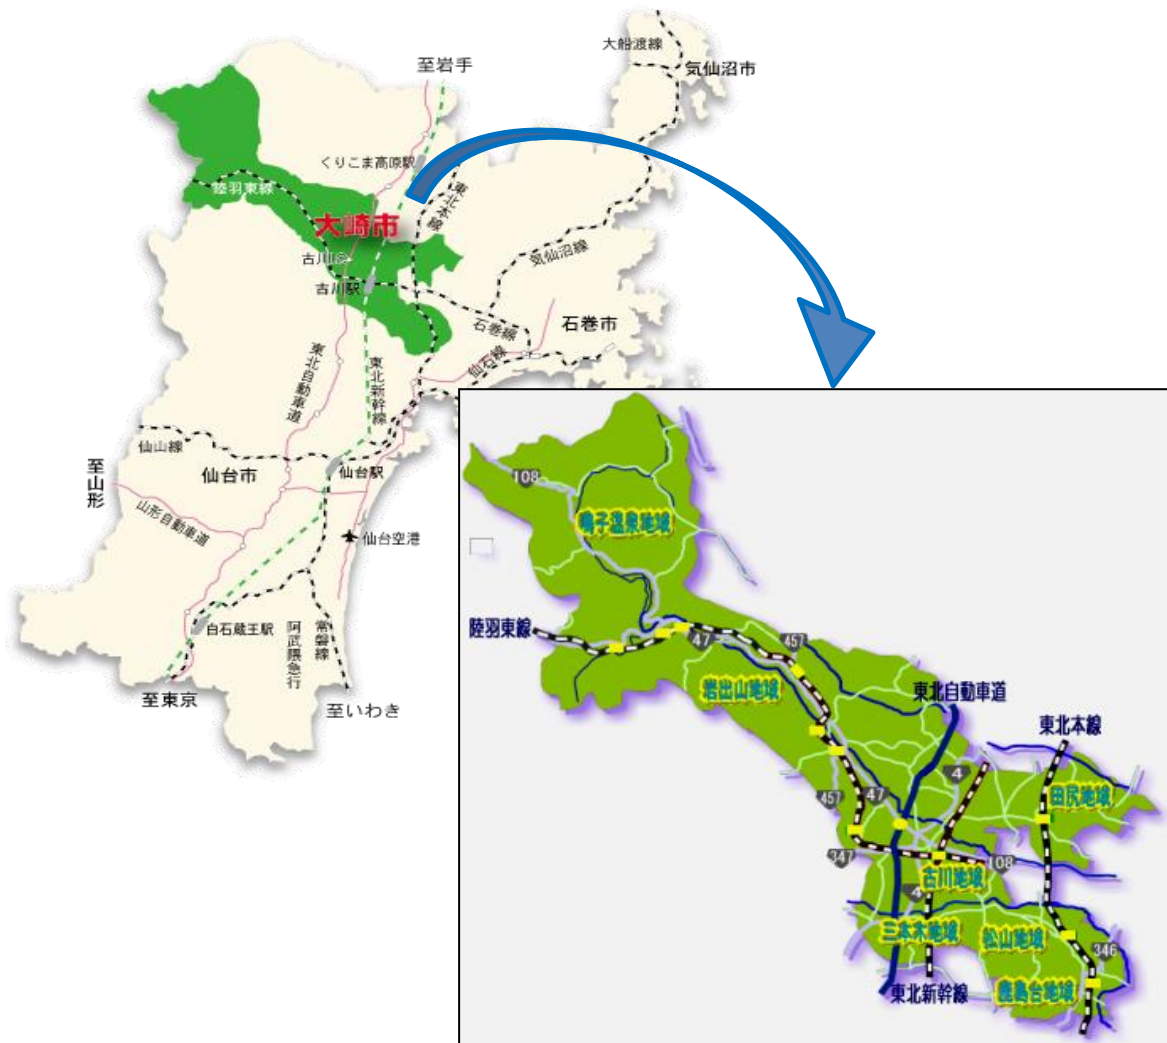 大船渡線
気仙沼市
至岩手
くりこま高原駅
陸羽東線
東北本線
大崎市
古川
気仙沼線
古川駅
石巻線
石巻市
仙石線
東北自動車道
東北新幹線
仙山線
仙台市
仙台駅
至山形
山形自動車道
仙台空港
白石蔵王駅
阿武隈急行
常磐線
至東京
至いわき
108
鳴子温泉地域
陸羽東線
47
457
岩出山地域
東北自動車道
東北本線
4
457
47
田尻地域
347
108
古川地域
4
三本木地域
松山地域
346
東北新幹線
鹿島台地域